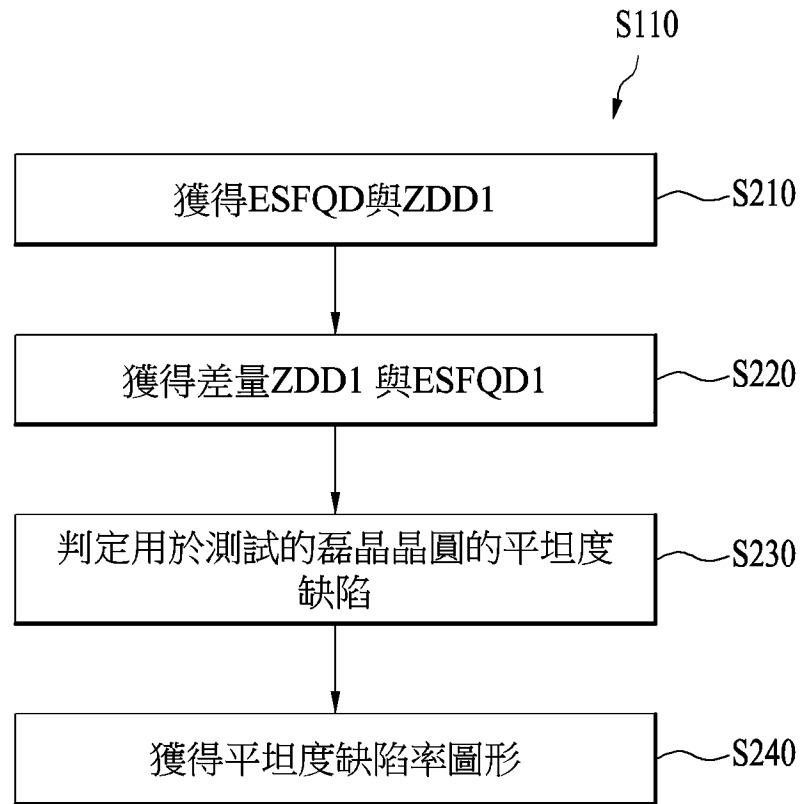 S110
獲得ESFQD與ZDD1
S210
獲得差量ZDD1 與ESFQD1
S220
判定用於測試的磊晶晶圓的平坦度
缺陷
S230
獲得平坦度缺陷率圖形
S240